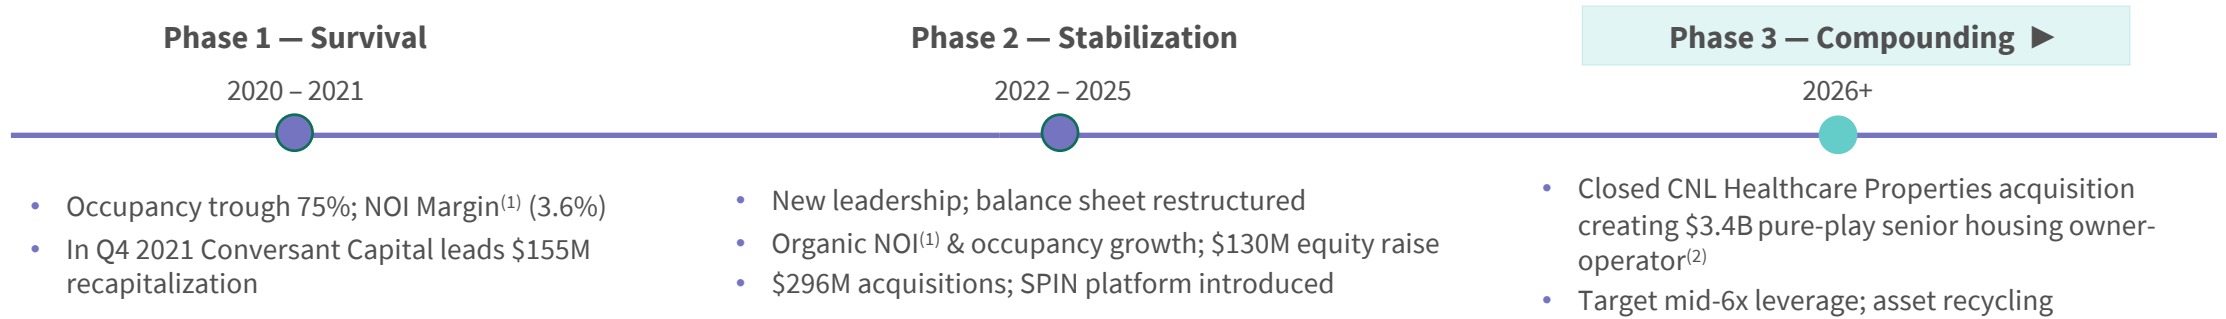 Phase 1 — Survival
2020 – 2021
• Occupancy trough 75%; NOI Margin(1) (3.6%)
• In Q4 2021 Conversant Capital leads $155M
recapitalization
Phase 2 — Stabilization
2022 – 2025
• New leadership; balance sheet restructured
• Organic NOI(1) & occupancy growth; $130M equity raise
• $296M acquisitions; SPIN platform introduced
Phase 3 — Compounding ►
2026+
• Closed CNL Healthcare Properties acquisition
creating $3.4B pure-play senior housing owner-
operator(2)
• Target mid-6x leverage; asset recycling